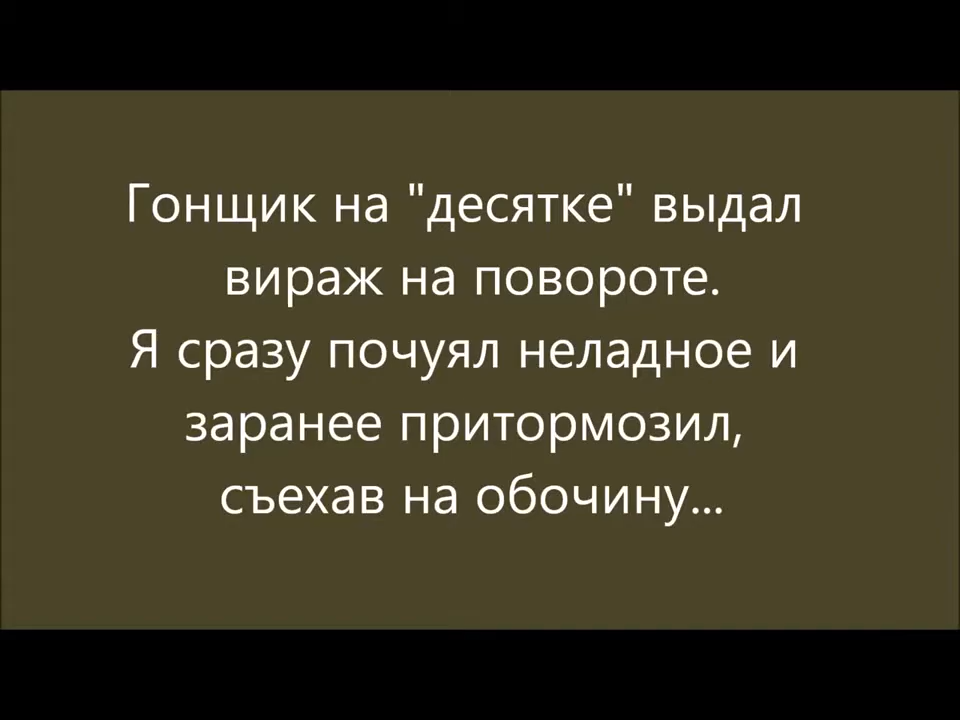 Гонщик на "десятке" выдал
вираж на повороте.
Я сразу почуял неладное и
заранее притормозил,
съехав на обочину...